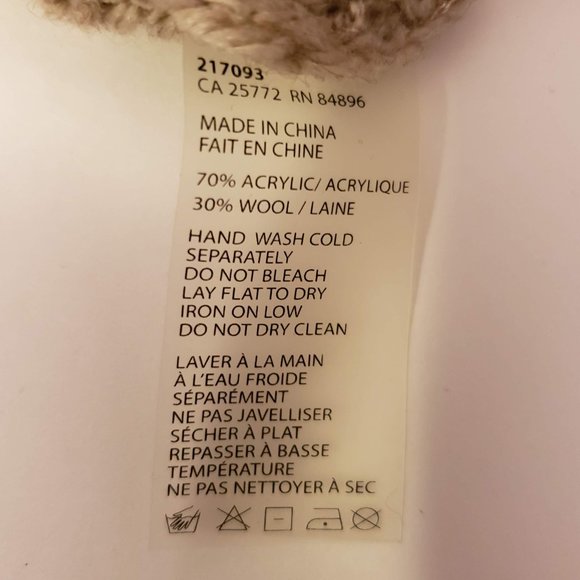 217093
CA 25772 RN 84896
MADE IN CHINA
FAIT EN CHINE
70% ACRYLIC/ ACRYLIQUE
30% WOOL / LAINE
HAND WASH COLD
SEPARATELY
DO NOT BLEACH
LAY FLAT TO DRY
IRON ON LOW
DO NOT DRY CLEAN
LAVER À LA MAIN
À L'EAU FROIDE
SÉPARÉMENT
NE PAS JAVELLISER
SÉCHER À PLAT
REPASSER À BASSE
TEMPÉRATURE
NE PAS NETTOYER À SEC